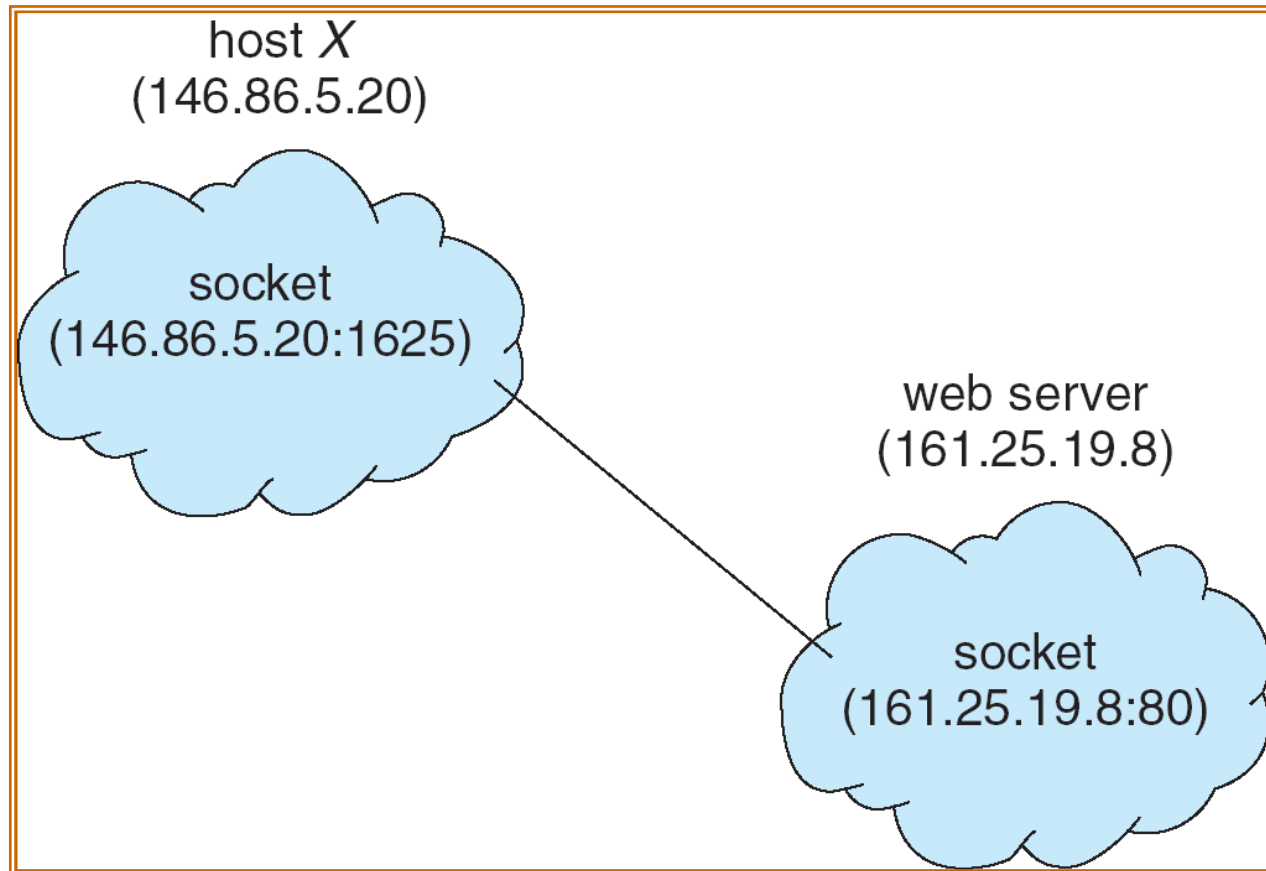 host X
(146.86.5.20)
socket
(146.86.5.20:1625)
web server
(161.25.19.8)
socket
(161.25.19.8:80)